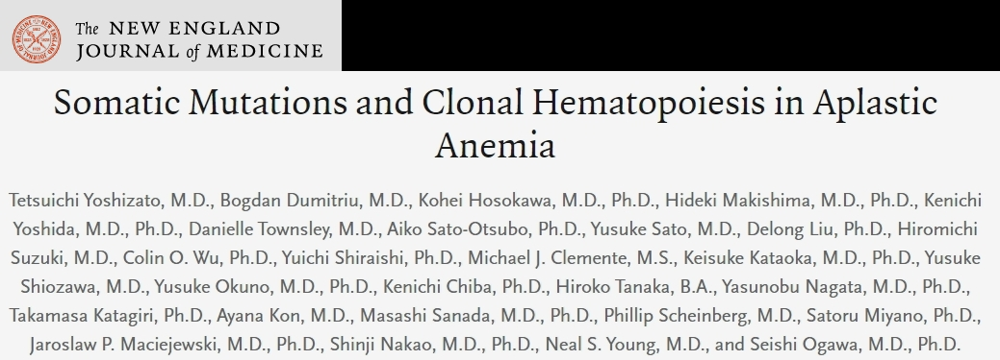 The NEW ENGLAND
JOURNAL of MEDICINE
Somatic Mutations and Clonal Hematopoiesis in Aplastic
Anemia
Tetsuichi Yoshizato, M.D., Bogdan Dumitriu, M.D., Kohei Hosokawa, M.D., Ph.D., Hideki Makishima, M.D., Ph.D., Kenichi
Yoshida, M.D., Ph.D., Danielle Townsley, M.D., Aiko Sato-Otsubo, Ph.D., Yusuke Sato, M.D., Delong Liu, Ph.D., Hiromichi
Suzuki, M.D., Colin O. Wu, Ph.D., Yuichi Shiraishi, Ph.D., Michael J. Clemente, M.S., Keisuke Kataoka, M.D., Ph.D., Yusuke
Shiozawa, M.D., Yusuke Okuno, M.D., Ph.D., Kenichi Chiba, Ph.D., Hiroko Tanaka, B.A., Yasunobu Nagata, M.D., Ph.D.,
Takamasa Katagiri, Ph.D., Ayana Kon, M.D., Masashi Sanada, M.D., Ph.D., Phillip Scheinberg, M.D., Satoru Miyano, Ph.D.,
Jaroslaw P. Maciejewski, M.D., Ph.D., Shinji Nakao, M.D., Ph.D., Neal S. Young, M.D., and Seishi Ogawa, M.D., Ph.D.